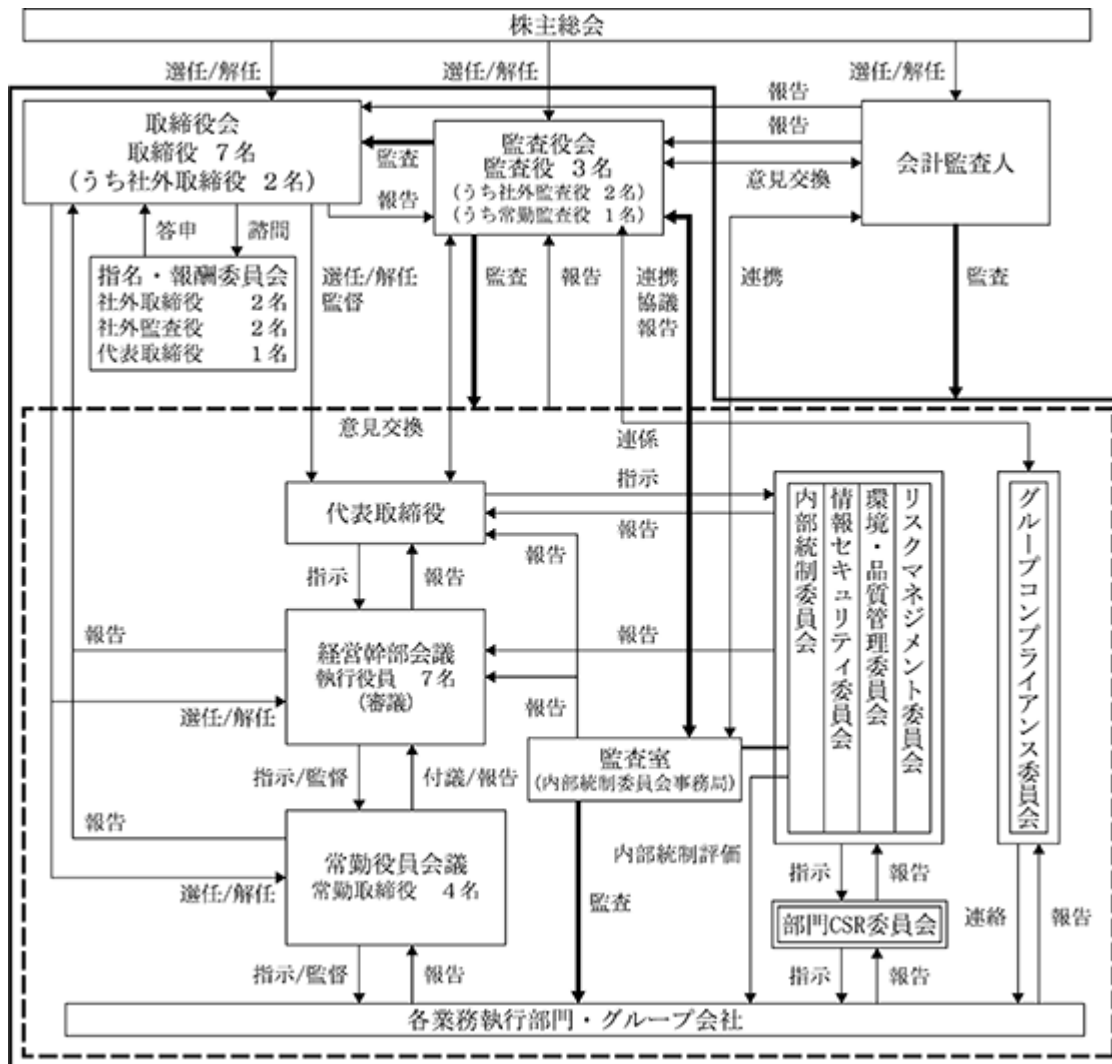 株主総会
選任/解任
選任/解任
選任/解任
取締役会
取締役 7名
(うち社外取締役 2名)
監査
報告
監査役会
監査役 3名
(うち社外監査役 2名)
(うち常勤監査役 1名)
報告
報告
意見交換
会計監査人
答申
諮問
指名・報酬委員会
社外取締役 2名
社外監査役 2名
代表取締役 1名
選任/解任
監督
監査
報告
連携
協議
報告
連携
監査
意見交換
連係
代表取締役
指示
報告
報告
指示
報告
報告
経営幹部会議
執行役員 7名
(審議)
報告
報告
選任/解任
監査室
(内部統制委員会事務局)
指示/監督
付議/報告
報告
常勤役員会議
常勤取締役 4名
選任/解任
監査
内部統制評価
リスクマネジメント委員会
環境・品質管理委員会
情報セキュリティ委員会
内部統制委員会
グループコンプライアンス委員会
指示
報告
部門CSR委員会
連絡
報告
指示/監督
報告
指示
報告
各業務執行部門・グループ会社